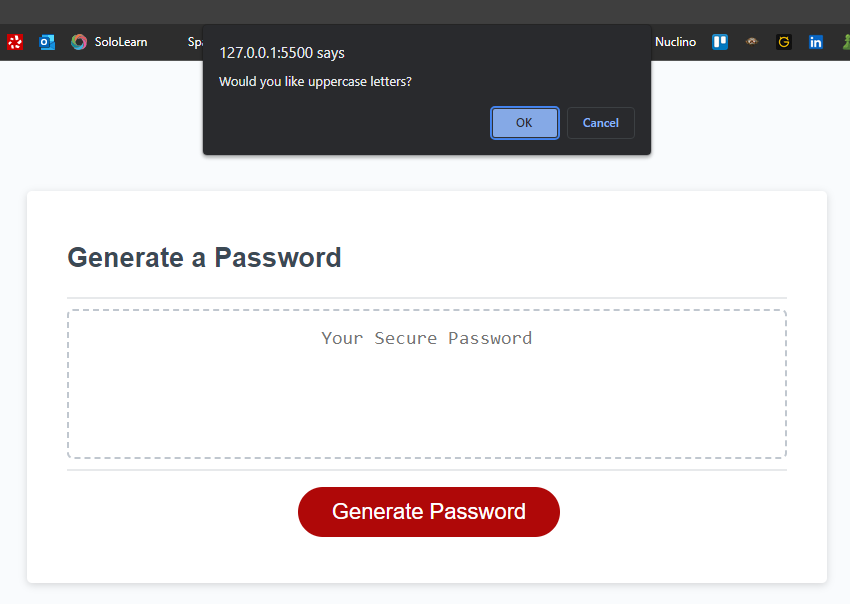 SoloLearn
Spa
Nuclino
127.0.0.1:5500 says
Would you like uppercase letters?
OK
Cancel
Generate a Password
Your Secure Password
Generate Password